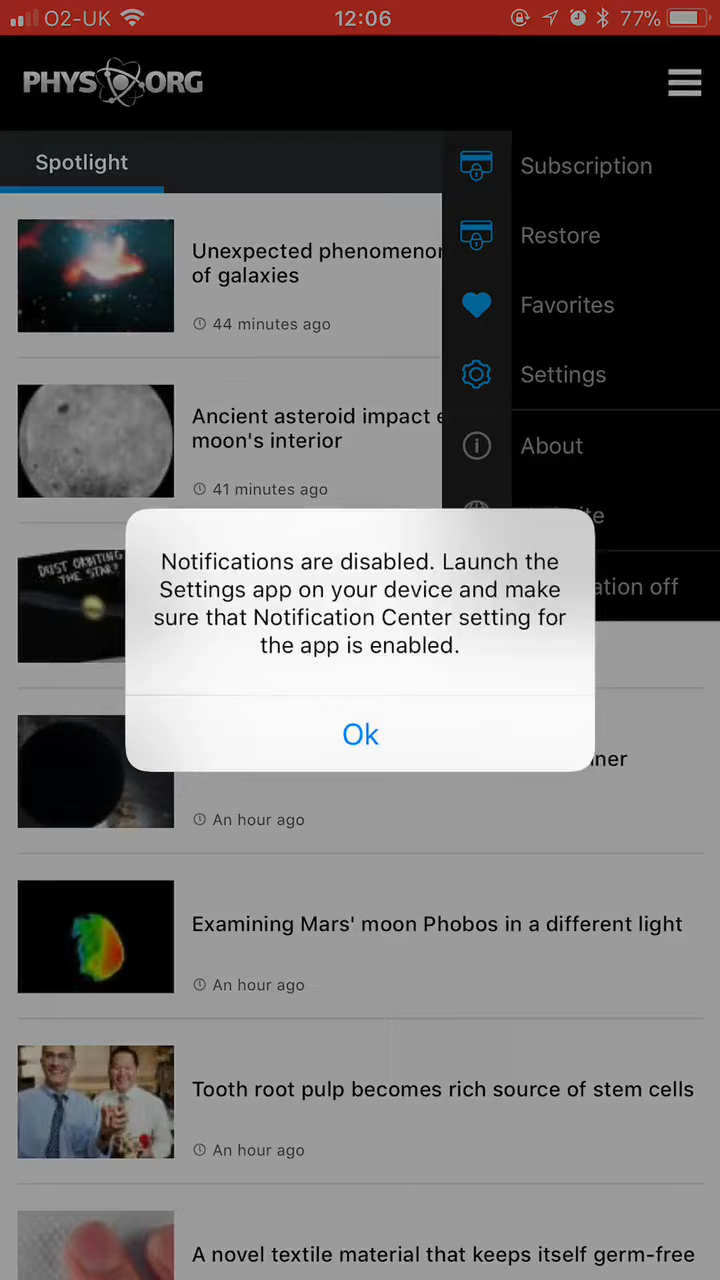 O2-UK 12:06 77%
PHYS ORG
Spotlight
Subscription
Restore
Favorites
Settings
About
Unexpected
of galaxies
44 minutes ago
Ancient asteroid impact
moon's interior
41 minutes ago
DUST ORBITING
THE STAR?
off
Notifications are disabled. Launch the
Settings app on your device and make
sure that Notification Center setting for
the app is enabled.
Ok
An hour ago
Examining Mars' moon Phobos in a different light
An hour ago
Tooth root pulp becomes rich source of stem cells
An hour ago
A novel textile material that keeps itself germ-free